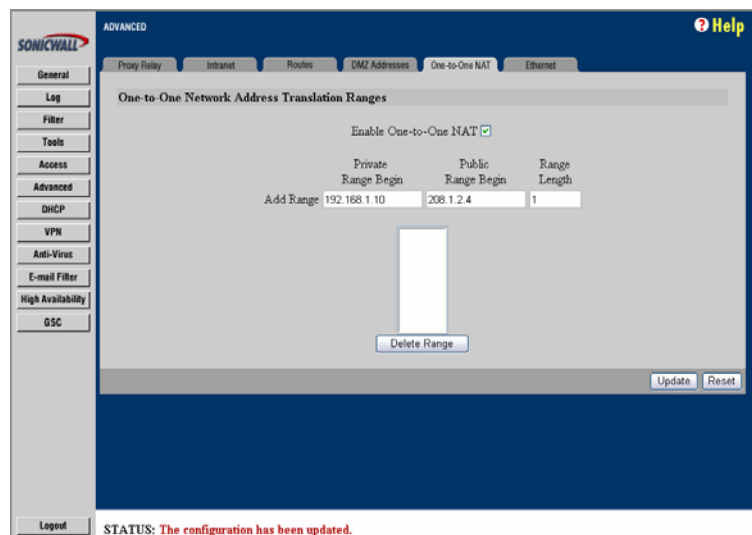 SONICWALL
ADVANCED
? Help
Proxy Relay Intranet Routes DMZ Addresses One-to-One NAT Ethernet
General
Log
Filter
Tools
Access
Advanced
DHCP
VPN
Anti-Virus
E-mail Filter
High Availability
GSC
Logout
One-to-One Network Address Translation Ranges
Enable One-to-One NAT
Private Public Range
Range Begin Range Begin Length
Add Range 192.168.1.10 208.1.2.4 1
Delete Range
Update Reset
STATUS: The configuration has been updated.